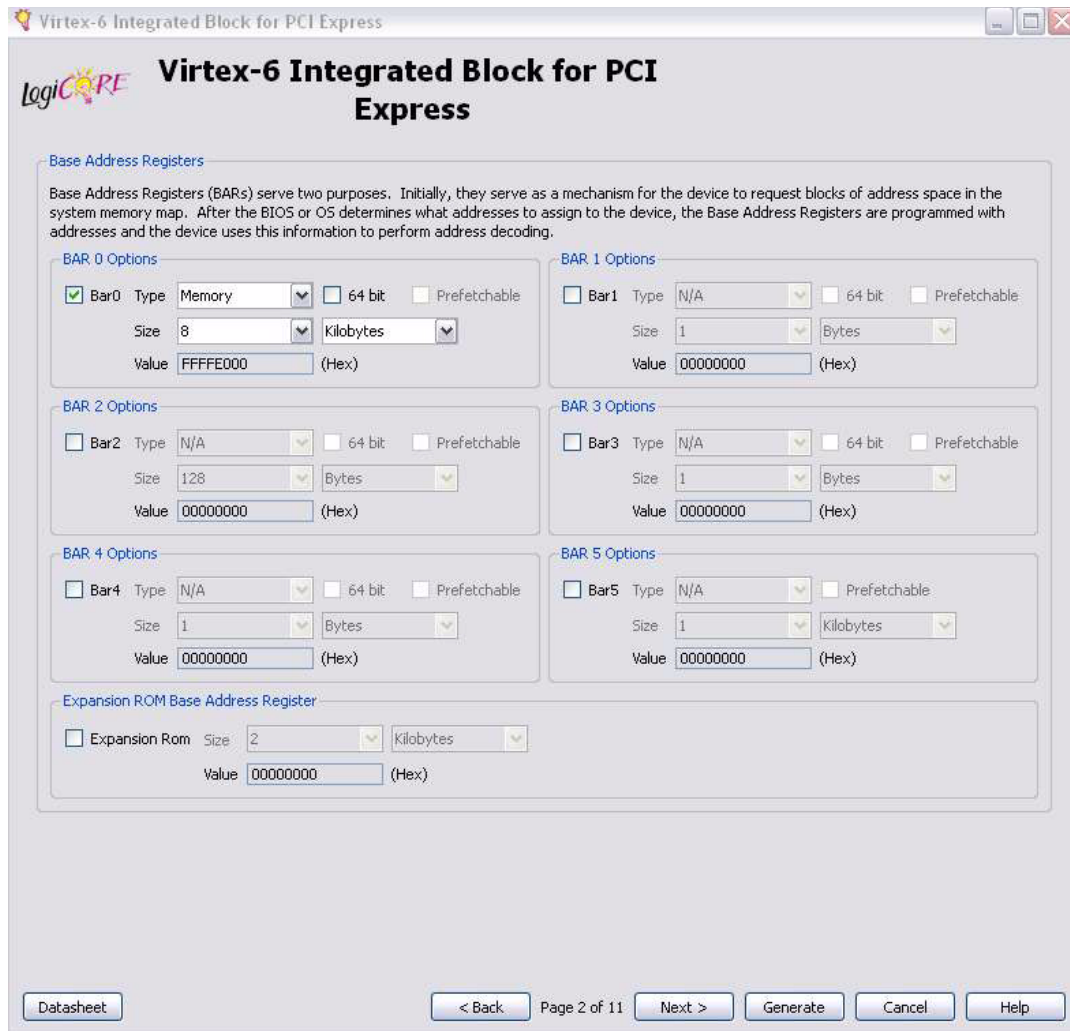 Virtex-6 Integrated Block for PCI Express
logiCORE
Virtex-6 Integrated Block for PCI
Express
Base Address Registers
Base Address Registers (BARs) serve two purposes. Initially, they serve as a mechanism for the device to request blocks of address space in the
system memory map. After the BIOS or OS determines what addresses to assign to the device, the Base Address Registers are programmed with
addresses and the device uses this information to perform address decoding.
BAR 0 Options
Bar0 Type Memory 64 bit Prefetchable
Size 8 Kilobytes
Value FFFFE000 (Hex)
BAR 1 Options
Bar1 Type N/A 64 bit Prefetchable
Size 1 Bytes
Value 00000000 (Hex)
BAR 2 Options
Bar2 Type N/A 64 bit Prefetchable
Size 128 Bytes
Value 00000000 (Hex)
BAR 3 Options
Bar3 Type N/A 64 bit Prefetchable
Size 1 Bytes
Value 00000000 (Hex)
BAR 4 Options
Bar4 Type N/A 64 bit Prefetchable
Size 1 Bytes
Value 00000000 (Hex)
BAR 5 Options
Bar5 Type N/A Prefetchable
Size 1 Kilobytes
Value 00000000 (Hex)
Expansion ROM Base Address Register
Expansion Rom Size 2 Kilobytes
Value 00000000 (Hex)
Datasheet < Back Page 2 of 11 Next > Generate Cancel Help